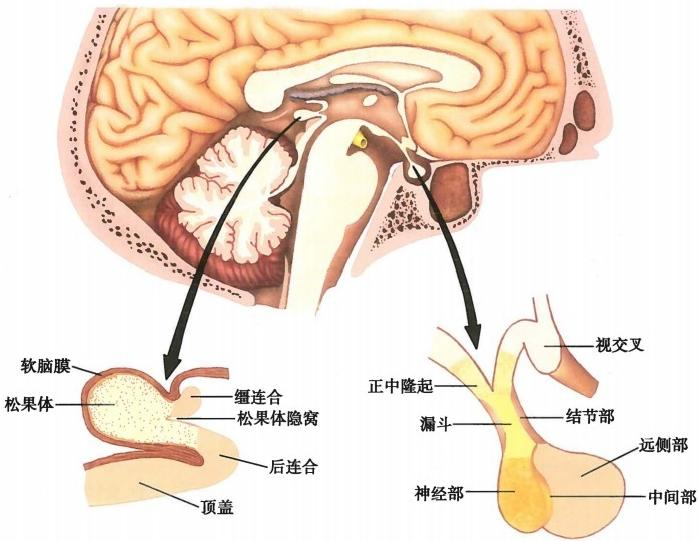 软脑膜
松果体
缰连合
松果体隐窝
后连合
顶盖
视交叉
正中隆起
漏斗
结节部
远侧部
神经部
中间部